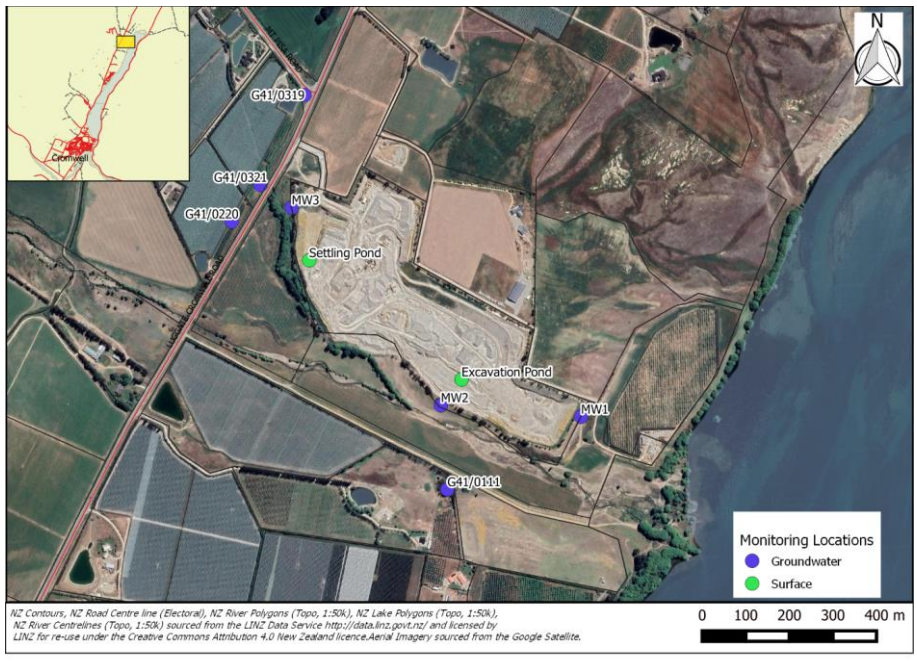 Cromwell
N
G41/0319
G41/0321
G41/0220
MW3
Settling Pond
Excavation Pond
MW2
MW1
G41/0111
Monitoring Locations
Groundwater
Surface
NZ Contours, NZ Road Centre line (Electoral), NZ River Polygons (Topo, 1:50k), NZ Lake Polygons (Topo, 1:50k),
NZ River Centrelines (Topo, 1:50k) sourced from the LINZ Data Service http://data.linz.govt.nz/ and licensed by
LINZ for re-use under the Creative Commons Attribution 4.0 New Zealand licence.Aerial Imagery sourced from the Google Satellite.
0 100 200 300 400 m